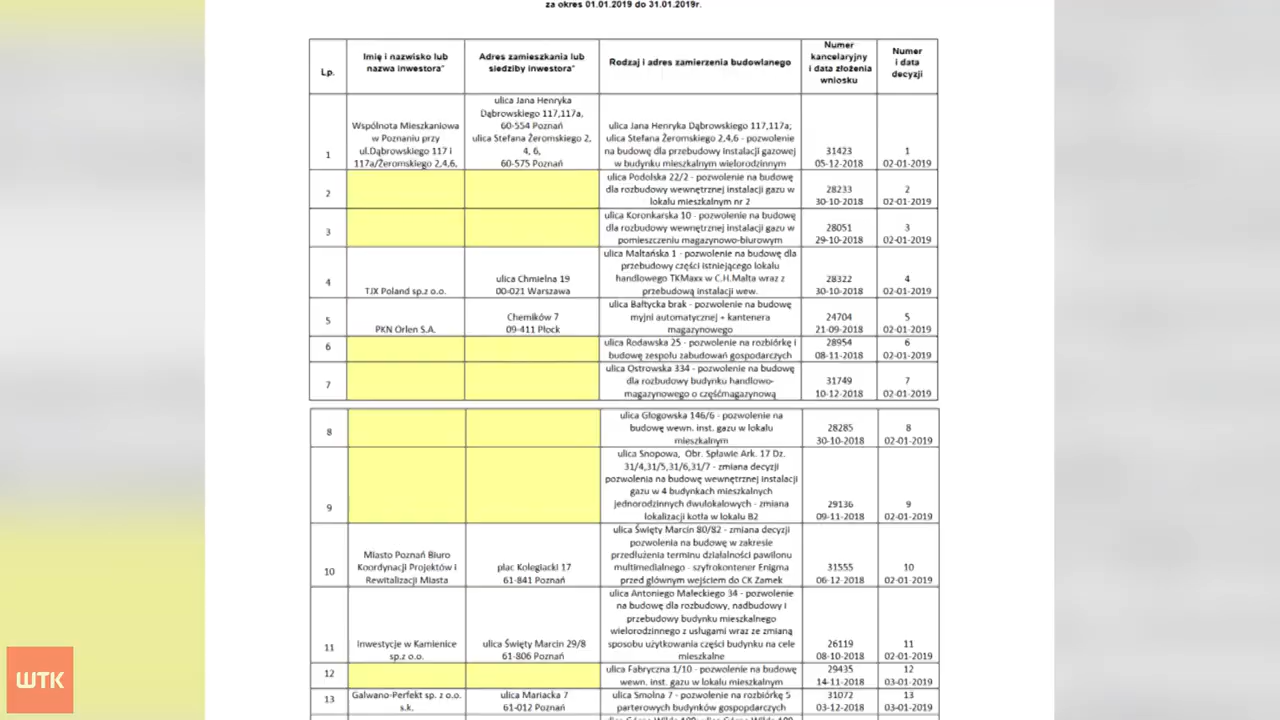 za okres 01.01.2019 do 31.01.2019r.
Lp.
Imię i nazwisko lub
nazwa inwestora*
Adres zamieszkania lub
siedziby inwestora*
Rodzaj i adres zamierzenia budowlanego
Numer
kancelaryjny
i data złożenia
wniosku
Numer
i data
decyzji
1
Wspólnota Mieszkaniowa
w Poznaniu przy
ul.Dąbrowskiego 117 i
117a/Żeromskiego 2,4,6,
ulica Jana Henryka
Dąbrowskiego 117,117a,
60-554 Poznań
ulica Stefana Żeromskiego 2,
4, 6,
60-575 Poznań
ulica Jana Henryka Dąbrowskiego 117,117a;
ulica Stefana Żeromskiego 2,4,6 - pozwolenie
na budowę dla przebudowy instalacji gazowej
w budynku mieszkalnym wielorodzinnym
31423
05-12-2018
1
02-01-2019
2
ulica Podolska 22/2 - pozwolenie na budowę
dla rozbudowy wewnętrznej instalacji gazu w
lokalu mieszkalnym nr 2
28233
30-10-2018
2
02-01-2019
3
ulica Koronkarska 10 - pozwolenie na budowę
dla rozbudowy wewnętrznej instalacji gazu w
pomieszczeniu magazynowo-biurowym
28051
29-10-2018
3
02-01-2019
4
TJX Poland sp.z o.o.
ulica Chmielna 19
00-021 Warszawa
ulica Maltańska 1 - pozwolenie na budowę dla
przebudowy części istniejącego lokalu
handlowego TKMaxx w C.H.Malta wraz z
przebudową instalacji wew.
28322
30-10-2018
4
02-01-2019
5
PKN Orlen S.A.
Chemików 7
09-411 Płock
ulica Bałtycka brak - pozwolenie na budowę
myjni automatycznej + kantenera
magazynowego
24704
21-09-2018
5
02-01-2019
6
ulica Rodawska 25 - pozwolenie na rozbiórkę i
budowę zespołu zabudowań gospodarczych
28954
08-11-2018
6
02-01-2019
7
ulica Ostrowska 334 - pozwolenie na budowę
dla rozbudowy budynku handlowo-
magazynowego o częśćmagazynową
31749
10-12-2018
7
02-01-2019
8
ulica Głogowska 146/6 - pozwolenie na
budowę wewn. inst. gazu w lokalu
mieszkalnym
28285
30-10-2018
8
02-01-2019
9
ulica Snopowa, Obr. Spławie Ark. 17 Dz.
31/4,31/5,31/6,31/7 - zmiana decyzji
pozwolenia na budowę wewnętrznej instalacji
gazu w 4 budynkach mieszkalnych
jednorodzinnych dwulokalowych - zmiana
lokalizacji kotła w lokalu B2
29136
09-11-2018
9
02-01-2019
10
Miasto Poznań Biuro
Koordynacji Projektów i
Rewitalizacji Miasta
plac Kolegiacki 17
61-841 Poznań
ulica Święty Marcin 80/82 - zmiana decyzji
pozwolenia na budowę w zakresie
przedłużenia terminu działalności pawilonu
multimedialnego - szyfrokontener Enigma
przed głównym wejściem do CK Zamek
31555
06-12-2018
10
02-01-2019
11
Inwestycje w Kamienice
sp.z o.o.
ulica Święty Marcin 29/8
61-806 Poznań
ulica Antoniego Małeckiego 34 - pozwolenie
na budowę dla rozbudowy, nadbudowy i
przebudowy budynku mieszkalnego
wielorodzinnego z usługami wraz ze zmianą
sposobu użytkowania części budynku na cele
mieszkalne
26119
08-10-2018
11
02-01-2019
12
ulica Fabryczna 1/10 - pozwolenie na budowę
wewn. inst. gazu w lokalu mieszkalnym
29435
14-11-2018
12
03-01-2019
13
Galwano-Perfekt sp. z o.o.
s.k.
ulica Mariacka 7
61-012 Poznań
ulica Smolna 7 - pozwolenie na rozbiórkę 5
parterowych budynków gospodarczych
31072
03-12-2018
13
03-01-2019
WTK